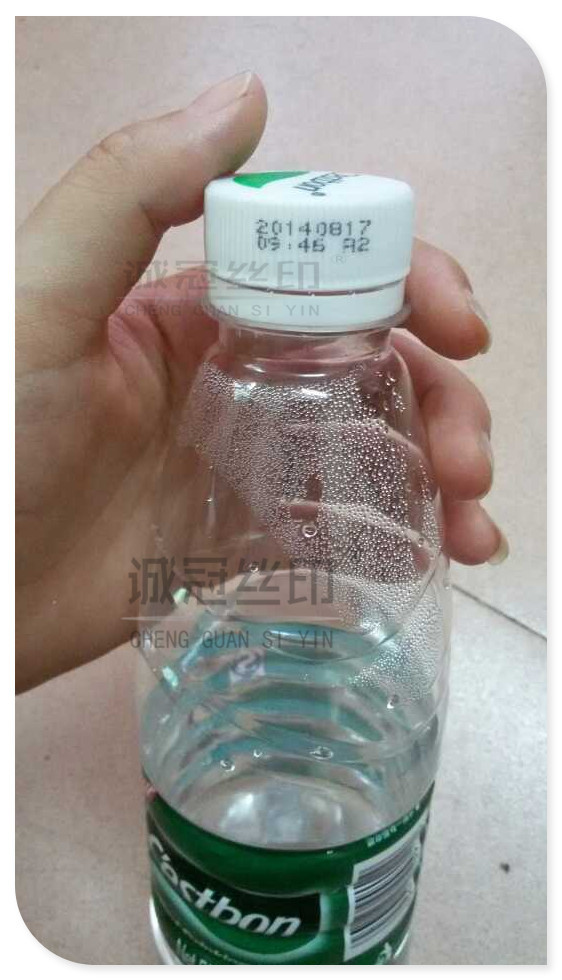 20140817
09:46 A2
诚冠丝印
®
CHENG GUAN SI YIN
诚冠丝印
CHENG GUAN SI YIN
C'estbon